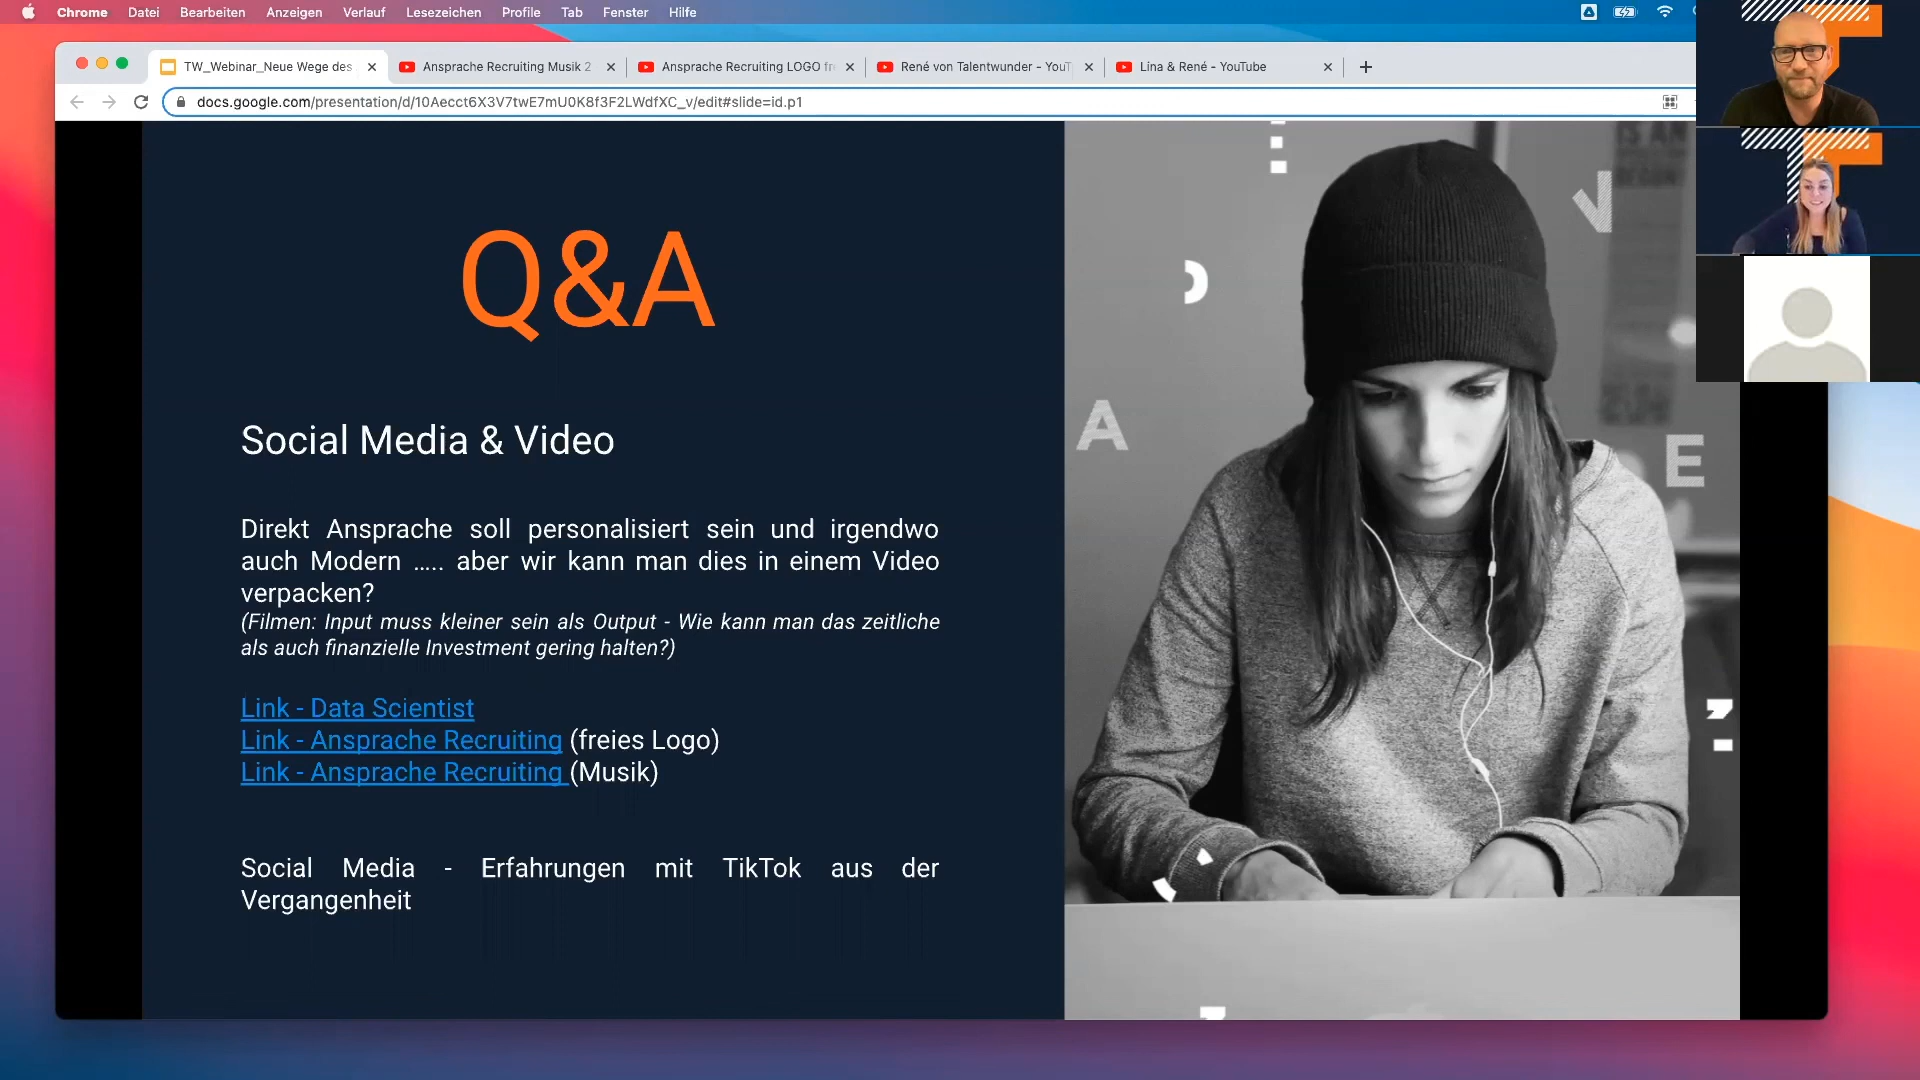 Chrome Datei Bearbeiten Anzeigen Verlauf Lesezeichen Profile Tab Fenster Hilfe
TW_Webinar_Neue Wege des
Ansprache Recruiting Musik 2
Ansprache Recruiting LOGO fr
René von Talentwunder - YouT
Lina & René - YouTube
docs.google.com/presentation/d/10Aecct6X3V7twE7mU0K8f3F2LWdfXC_v/edit#slide=id.p1
Q&A
Social Media & Video
Direkt Ansprache soll personalisiert sein und irgendwo
auch Modern ..... aber wir kann man dies in einem Video
verpacken?
(Filmen: Input muss kleiner sein als Output - Wie kann man das zeitliche
als auch finanzielle Investment gering halten?)
Link - Data Scientist
Link - Ansprache Recruiting (freies Logo)
Link - Ansprache Recruiting (Musik)
Social Media - Erfahrungen mit TikTok aus der
Vergangenheit
A
E